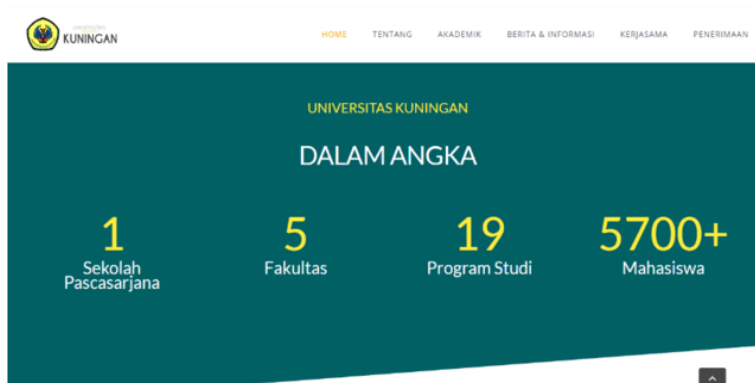 UNIVERSITAS
KUNINGAN
HOME
TENTANG
AKADEMIK
BERITA & INFORMASI
KERJASAMA
PENERIMAAN
UNIVERSITAS KUNINGAN
DALAM ANGKA
1
Sekolah
Pascasarjana
5
Fakultas
19
Program Studi
5700+
Mahasiswa